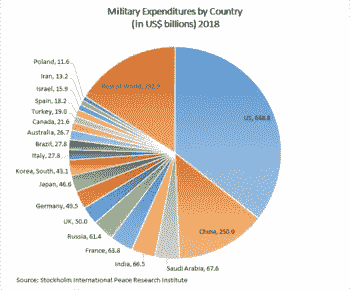 Military Expenditures by Country
(in US$ billions) 2018
Poland, 11.6
Iran, 13.2
Israel, 15.9
Spain, 18.2
Turkey, 19.0
Canada, 21.6
Australia, 26.7
Brazil, 27.8
Italy, 27.8
Korea, South, 43.1
Japan, 46.6
Germany, 49.5
UK, 50.0
Russia, 61.4
France, 63.8
India, 66.5
Saudi Arabia, 67.6
China, 250.0
US, 648.8
Rest of World,
Source: Stockholm International Peace Research Institute